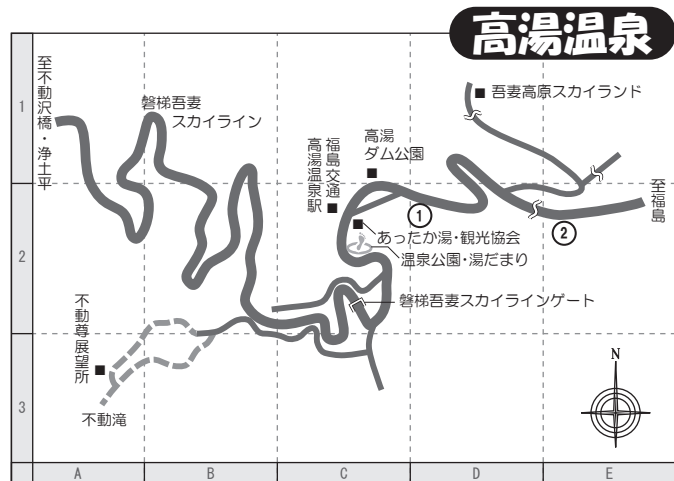 高湯温泉
至不動沢橋・浄土平
磐梯吾妻
スカイライン
福島交通
高湯温泉駅
高湯
ダム公園
吾妻高原スカイランド
至福島
①
②
あったか湯・観光協会
温泉公園・湯だまり
磐梯吾妻スカイラインゲート
不動尊展望所
不動滝
N
1
2
3
A
B
C
D
E